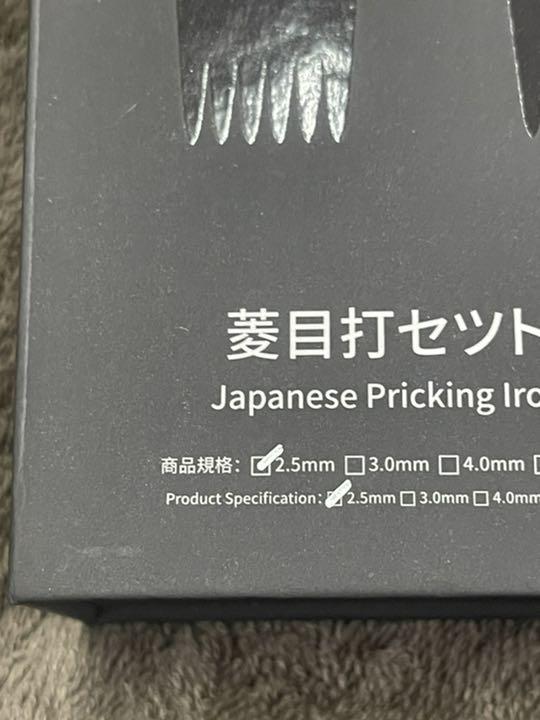 菱目打セット
Japanese Pricking Iro
商品規格: 2.5mm 3.0mm 4.0mm
Product Specification: 2.5mm 3.0mm 4.0mm